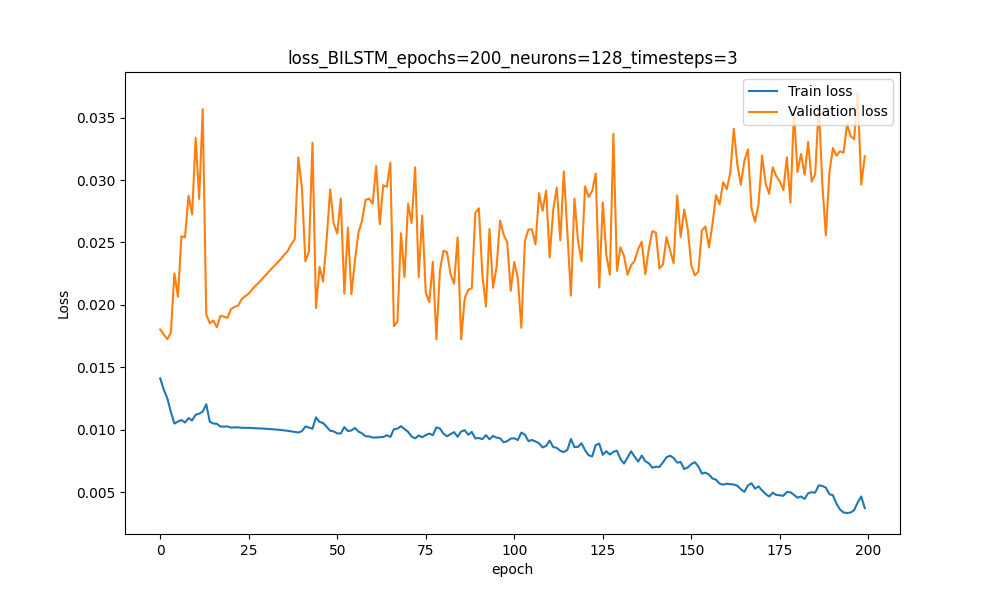 loss_BILSTM_epochs=200_neurons=128_timesteps=3
Train loss
Validation loss
0.035
0.030
0.025
0.020
0.015
0.010
0.005
Loss
0 25 50 75 100 125 150 175 200
epoch